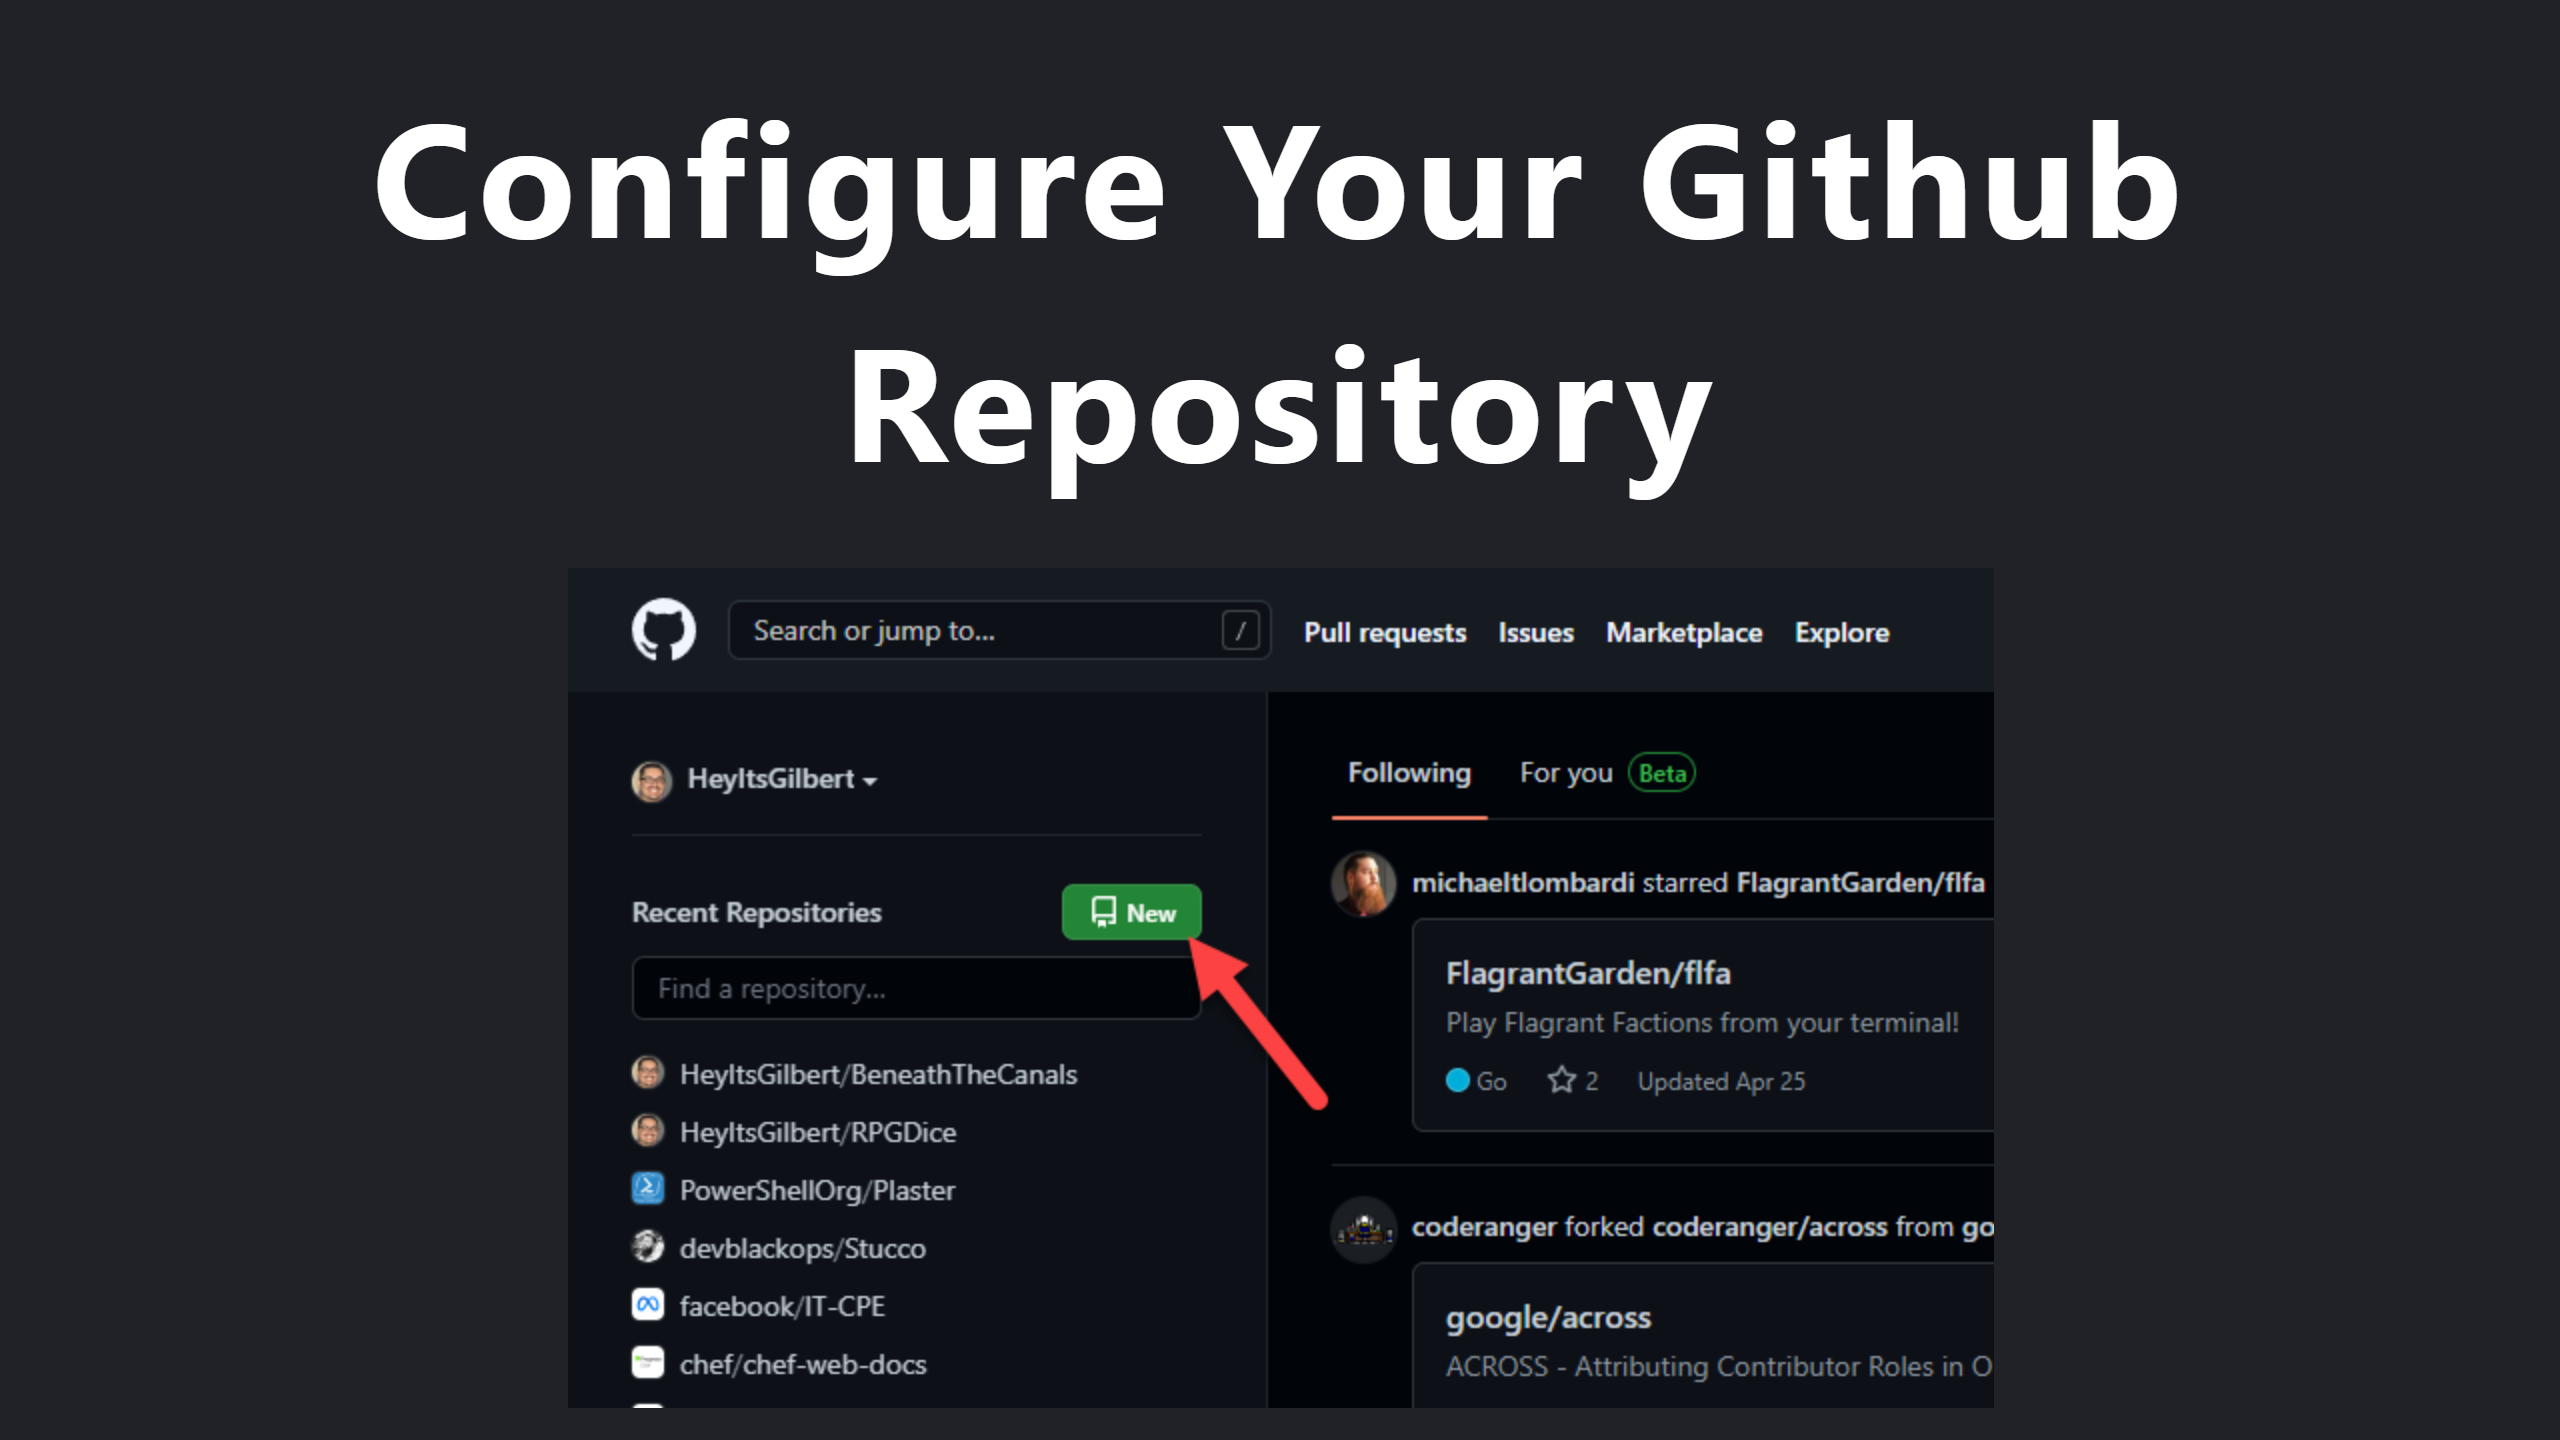 Configure Your Github
Repository
Search or jump to...
/
Pull requests Issues Marketplace Explore
HeyItsGilbert
Recent Repositories
New
Find a repository...
HeyItsGilbert/BeneathTheCanals
HeyItsGilbert/RPGDice
PowerShellOrg/Plaster
devblackops/Stucco
facebook/IT-CPE
chef/chef-web-docs
Following For you Beta
michaeltlombardi starred FlagrantGarden/flfa
FlagrantGarden/flfa
Play Flagrant Factions from your terminal!
Go 2 Updated Apr 25
coderanger forked coderanger/across from go
google/across
ACROSS - Attributing Contributor Roles in O